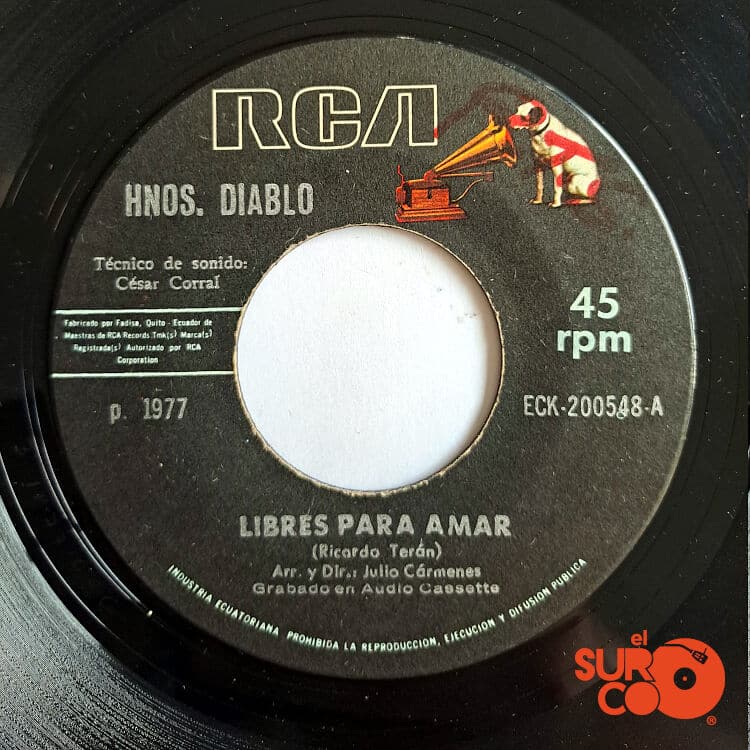 RCA
HNOS. DIABLO
Técnico de sonido:
César Corral
Fabricado por Fadisa, Quito - Ecuador de
Maestras de RCA Records Tmk(s) Marca(s)
Registrada(s) Autorizado por RCA
Corporation
45
rpm
p. 1977
ECK-200548-A
LIBRES PARA AMAR
(Ricardo Terán)
Arr. y Dir.: Julio Cármenes
Grabado en Audio Cassette
INDUSTRIA ECUATORIANA PROHIBIDA LA REPRODUCCION, EJECUCION Y DIFUSION PUBLICA
el
SUR
CO
®